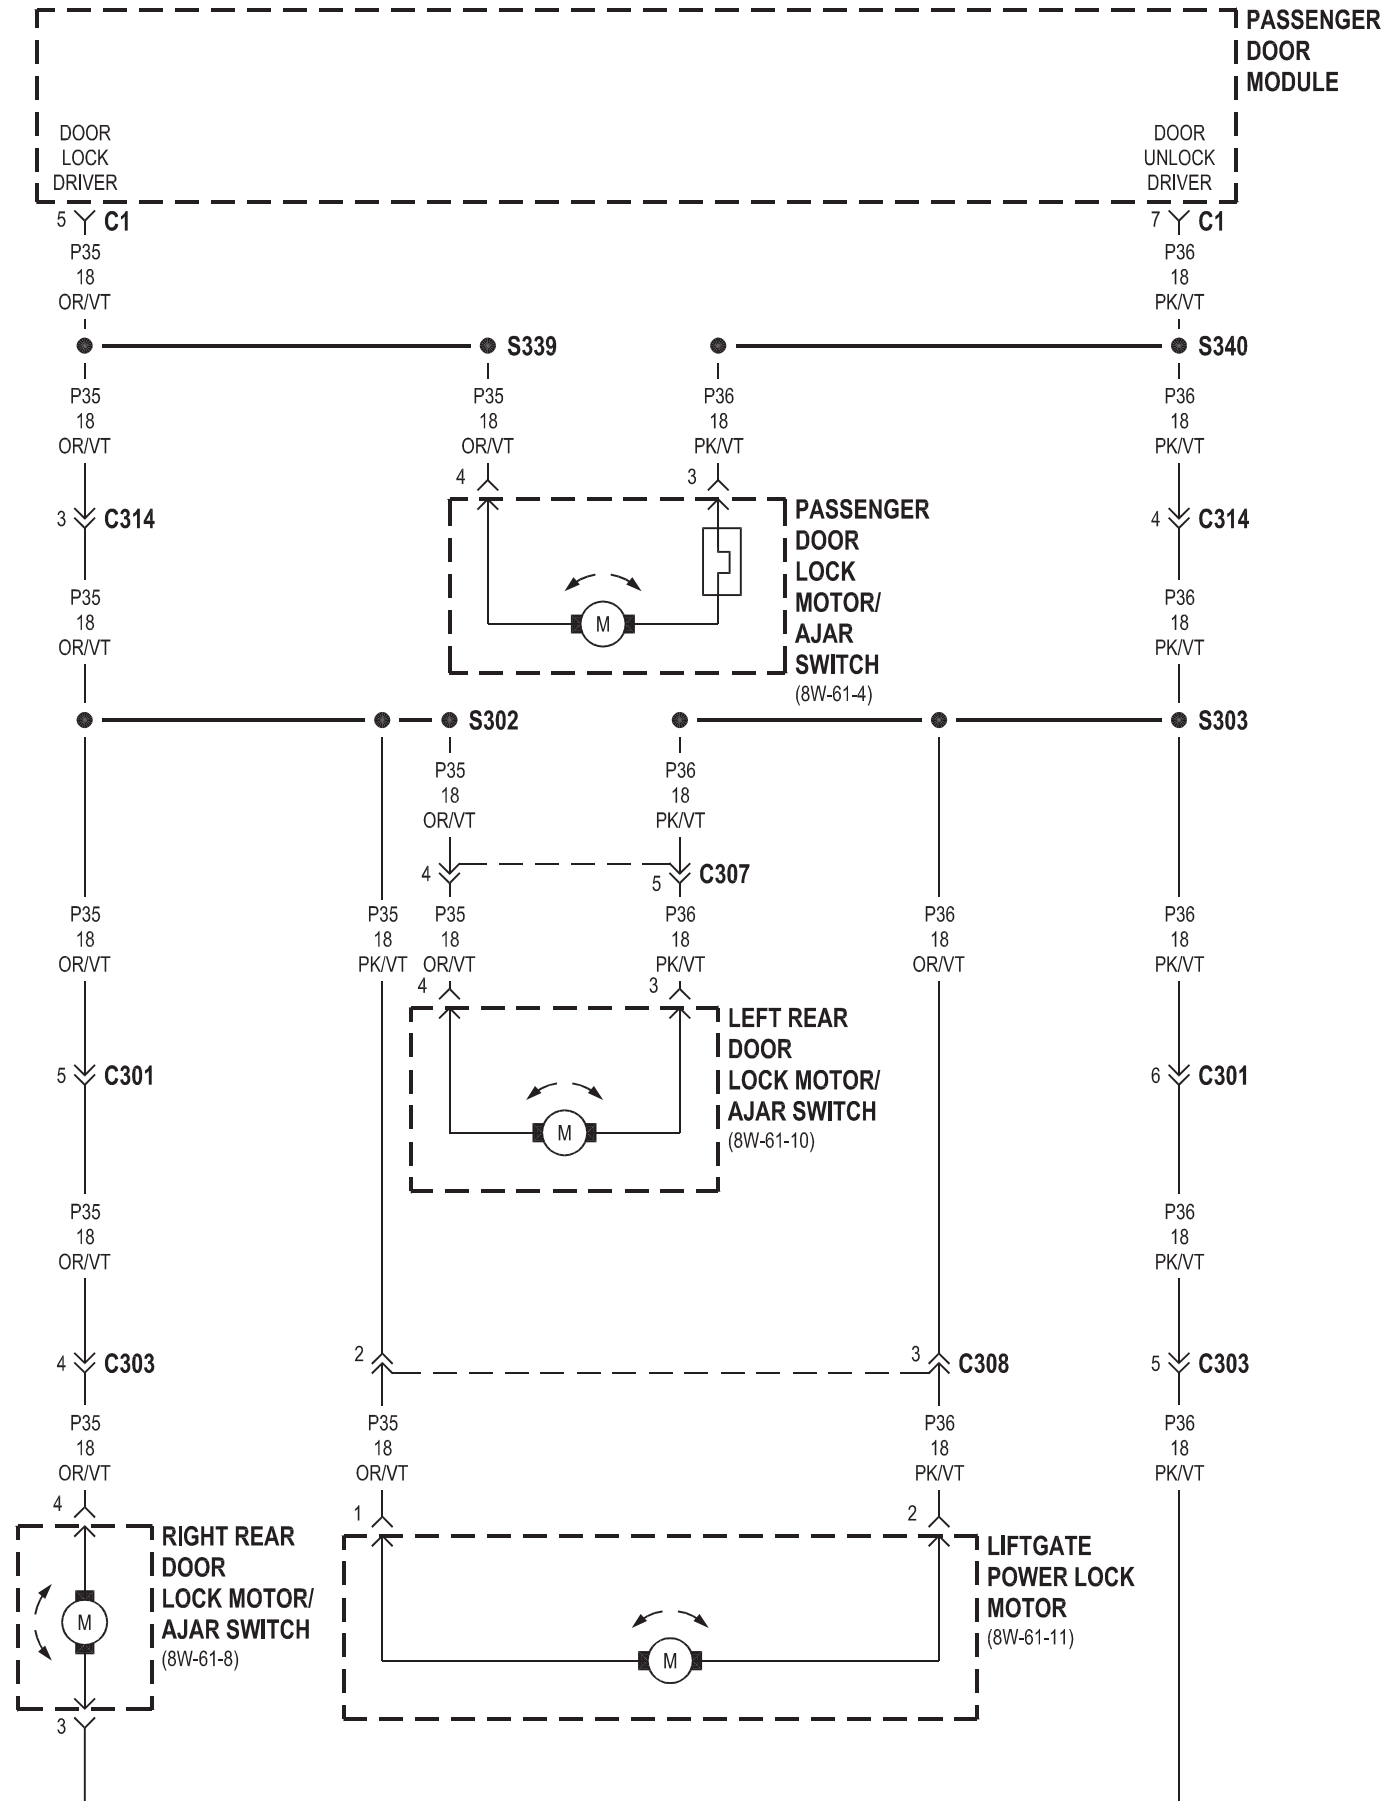 PASSENGER
DOOR
MODULE
DOOR
LOCK
DRIVER
DOOR
UNLOCK
DRIVER
5 C1
7 C1
P35
18
OR/VT
P36
18
PK/VT
S339
S340
P35
18
OR/VT
P35
18
OR/VT
P36
18
PK/VT
P36
18
PK/VT
4
3
3 C314
4 C314
PASSENGER
DOOR
LOCK
MOTOR/
AJAR
SWITCH
(8W-61-4)
M
P35
18
OR/VT
P36
18
PK/VT
S302
S303
P35
18
OR/VT
P36
18
PK/VT
4
5 C307
P35
18
OR/VT
P35
18
PK/VT
P35
18
OR/VT
P36
18
PK/VT
P36
18
OR/VT
P36
18
PK/VT
4
3
LEFT REAR
DOOR
LOCK MOTOR/
AJAR SWITCH
(8W-61-10)
M
5 C301
6 C301
P35
18
OR/VT
P36
18
PK/VT
4 C303
2
3 C308
5 C303
P35
18
OR/VT
P35
18
OR/VT
P36
18
PK/VT
P36
18
PK/VT
4
1
2
RIGHT REAR
DOOR
LOCK MOTOR/
AJAR SWITCH
(8W-61-8)
M
LIFTGATE
POWER LOCK
MOTOR
(8W-61-11)
M
3